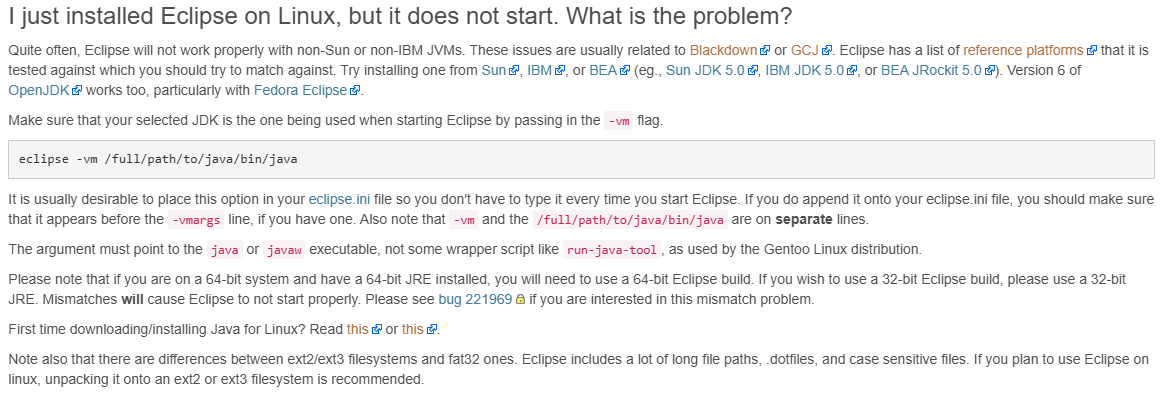 I just installed Eclipse on Linux, but it does not start. What is the problem?
Quite often, Eclipse will not work properly with non-Sun or non-IBM JVMs. These issues are usually related to Blackdown or GCJ. Eclipse has a list of reference platforms that it is
tested against which you should try to match against. Try installing one from Sun, IBM, or BEA (eg., Sun JDK 5.0, IBM JDK 5.0, or BEA JRockit 5.0). Version 6 of
OpenJDK works too, particularly with Fedora Eclipse.
Make sure that your selected JDK is the one being used when starting Eclipse by passing in the -vm flag.
eclipse -vm /full/path/to/java/bin/java
It is usually desirable to place this option in your eclipse.ini file so you don't have to type it every time you start Eclipse. If you do append it onto your eclipse.ini file, you should make sure
that it appears before the -vmargs line, if you have one. Also note that -vm and the /full/path/to/java/bin/java are on separate lines.
The argument must point to the java or javaw executable, not some wrapper script like run-java-tool, as used by the Gentoo Linux distribution.
Please note that if you are on a 64-bit system and have a 64-bit JRE installed, you will need to use a 64-bit Eclipse build. If you wish to use a 32-bit Eclipse build, please use a 32-bit
JRE. Mismatches will cause Eclipse to not start properly. Please see bug 221969 if you are interested in this mismatch problem.
First time downloading/installing Java for Linux? Read this or this.
Note also that there are differences between ext2/ext3 filesystems and fat32 ones. Eclipse includes a lot of long file paths, .dotfiles, and case sensitive files. If you plan to use Eclipse on
linux, unpacking it onto an ext2 or ext3 filesystem is recommended.